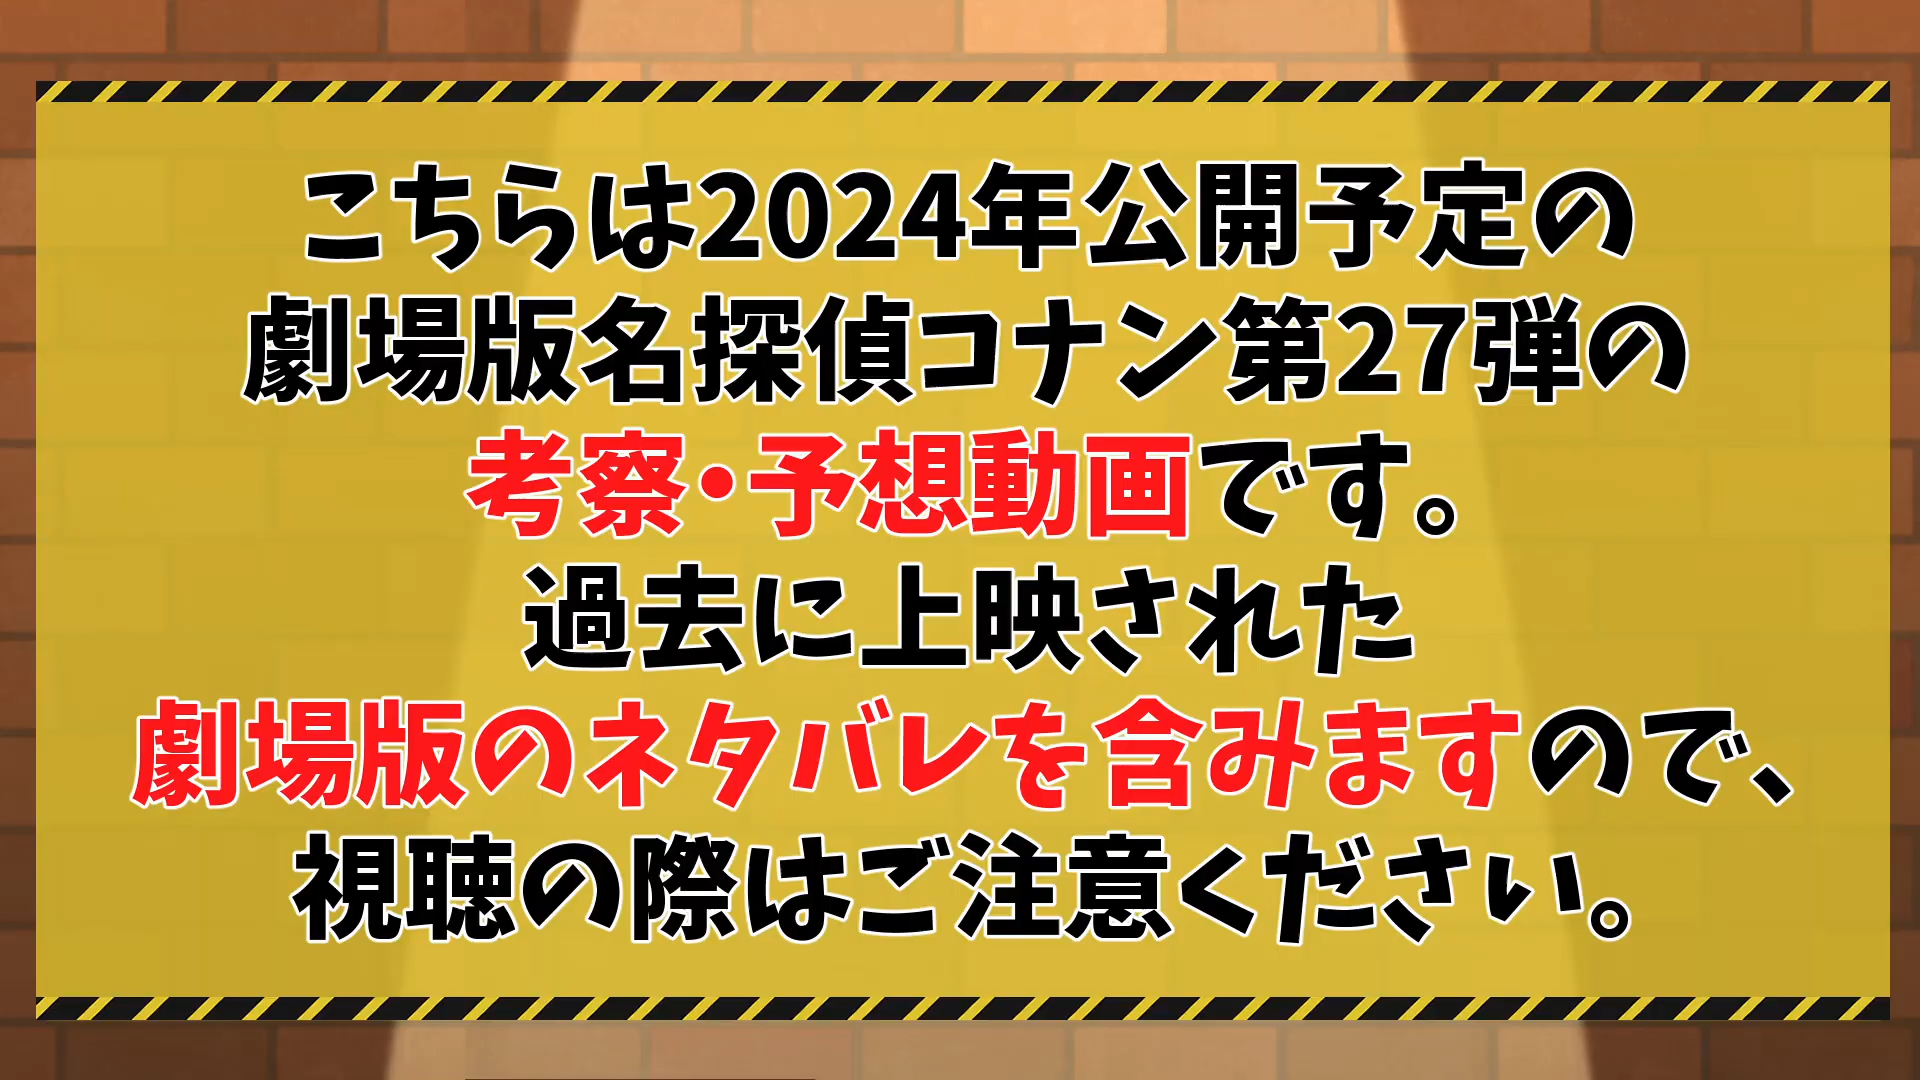 こちらは2024年公開予定の
劇場版名探偵コナン第27弾の
考察・予想動画です。
過去に上映された
劇場版のネタバレを含みますので、
視聴の際はご注意ください。